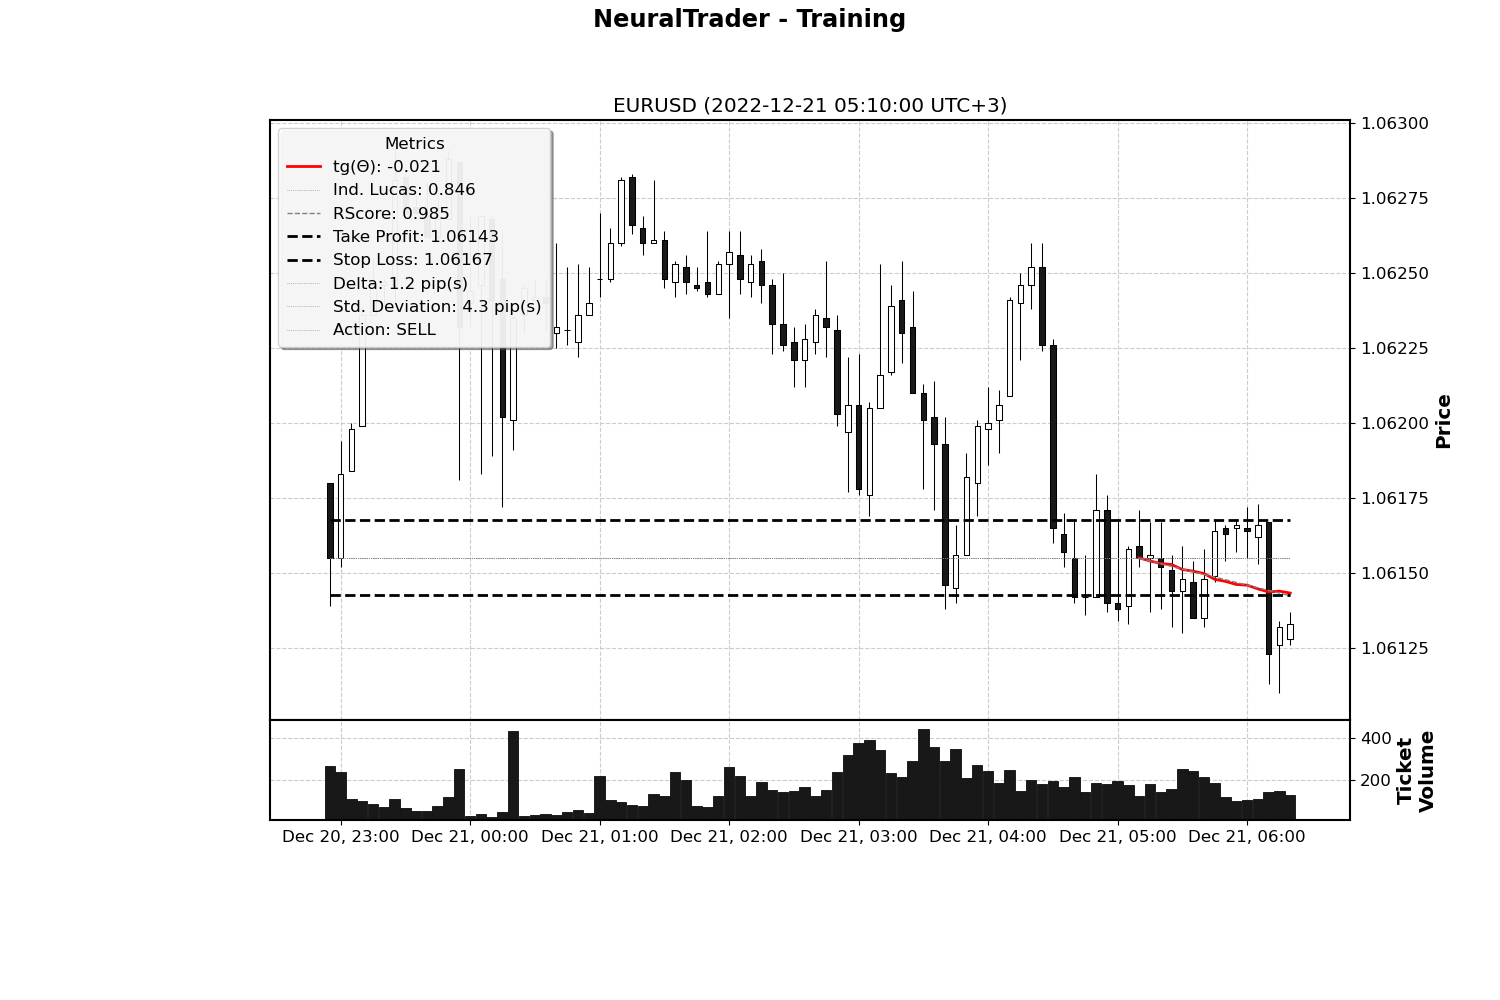 NeuralTrader - Training
EURUSD (2022-12-21 05:10:00 UTC+3)
Metrics
tg(Θ): -0.021
Ind. Lucas: 0.846
RScore: 0.985
Take Profit: 1.06143
Stop Loss: 1.06167
Delta: 1.2 pip(s)
Std. Deviation: 4.3 pip(s)
Action: SELL
1.06300
1.06275
1.06250
1.06225
1.06200
1.06175
1.06150
1.06125
Price
400
200
Ticket
Volume
Dec 20, 23:00
Dec 21, 00:00
Dec 21, 01:00
Dec 21, 02:00
Dec 21, 03:00
Dec 21, 04:00
Dec 21, 05:00
Dec 21, 06:00